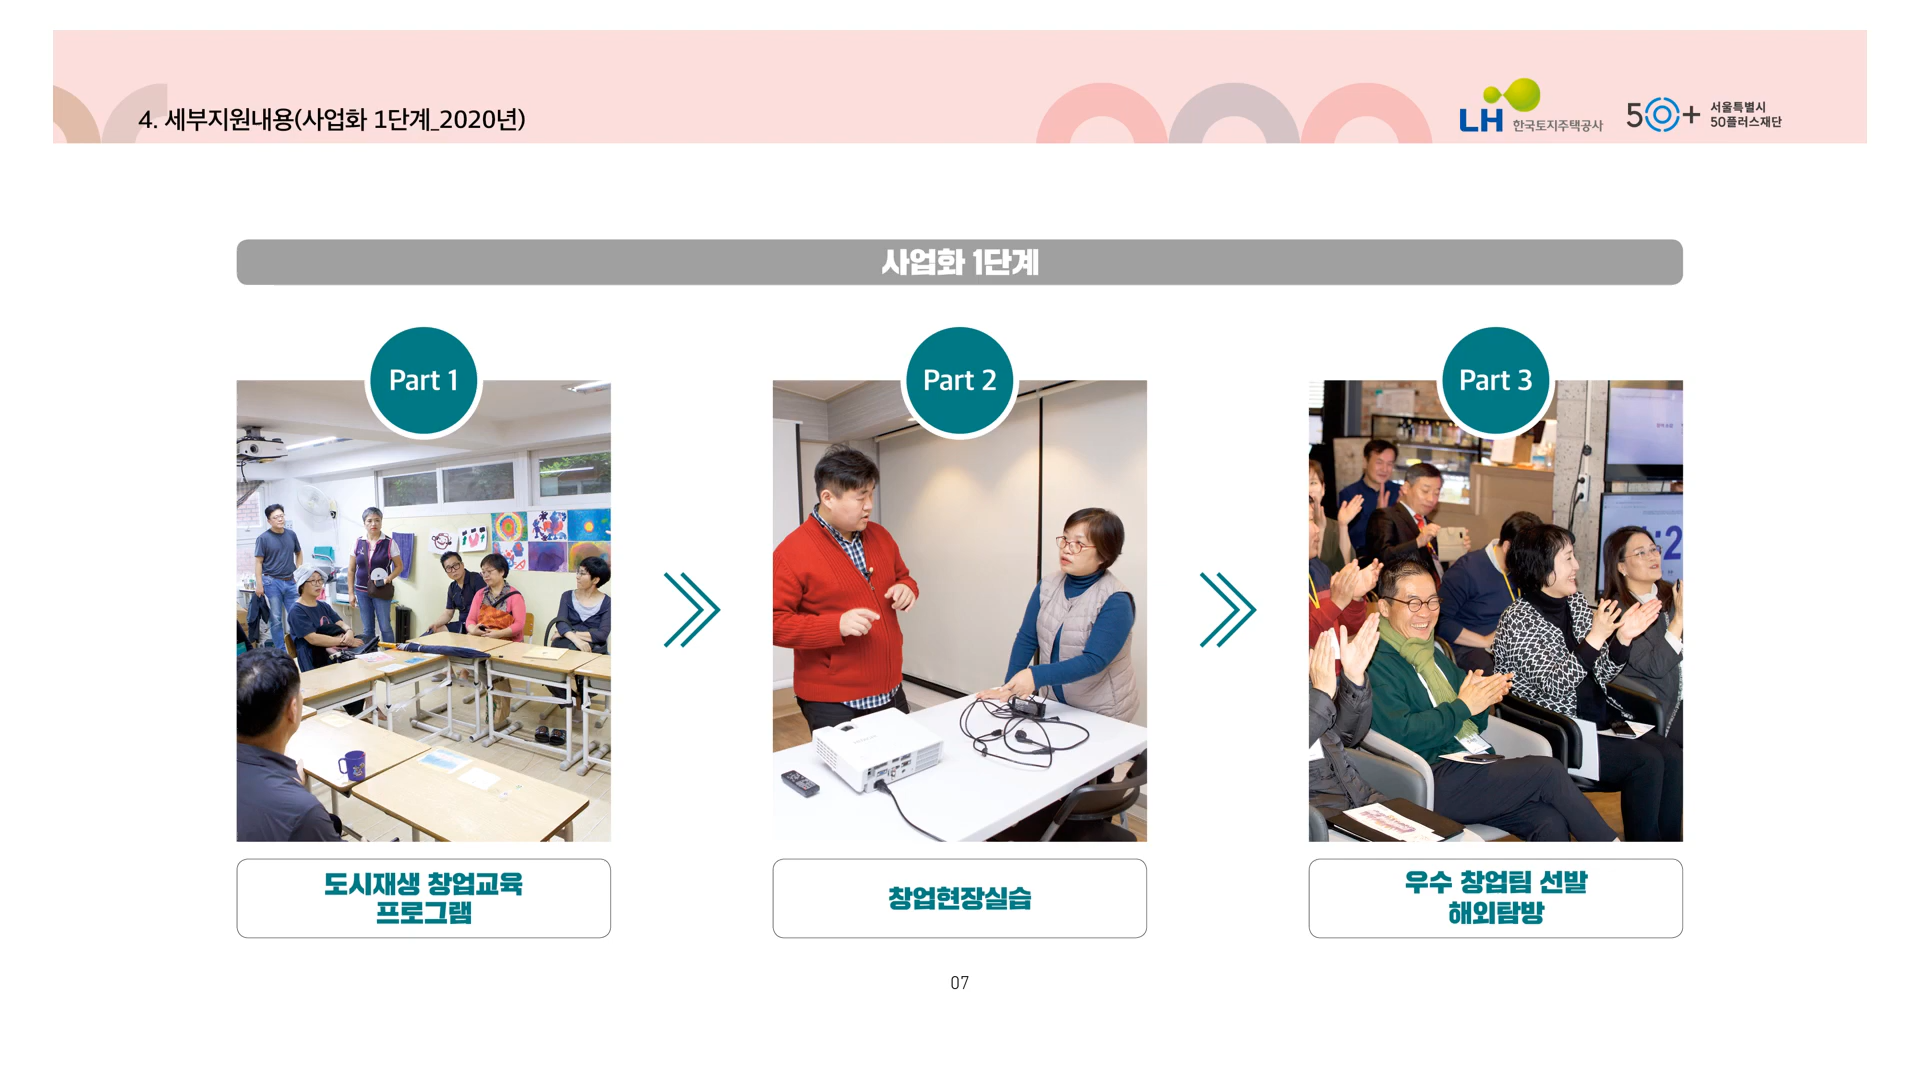 4. 세부지원내용(사업화 1단계_2020년)
LH 한국토지주택공사
50+ 서울특별시
50플러스재단
사업화 1단계
Part 1
Part 2
Part 3
도시재생 창업교육
프로그램
창업현장실습
우수 창업팀 선발
해외탐방
07